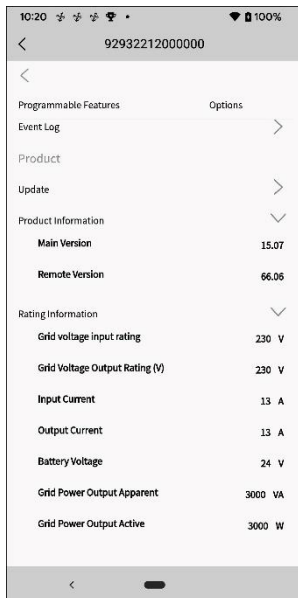 10:20 100%
92932212000000
Programmable Features Options
Event Log
Product
Update
Product Information
Main Version 15.07
Remote Version 66.06
Rating Information
Grid voltage input rating 230 V
Grid Voltage Output Rating (V) 230 V
Input Current 13 A
Output Current 13 A
Battery Voltage 24 V
Grid Power Output Apparent 3000 VA
Grid Power Output Active 3000 W